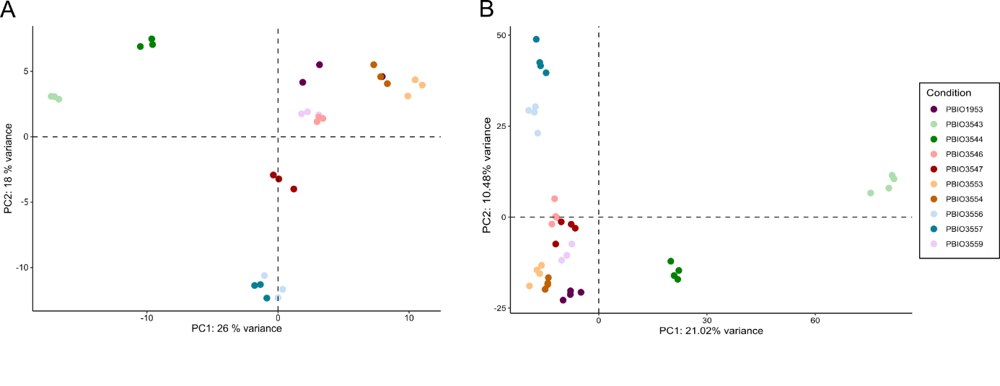 A
5
0
-5
-10
PC2: 18 % variance
-10
0
10
PC1: 26 % variance
B
50
25
0
-25
PC2: 10.48% variance
0
30
60
PC1: 21.02% variance
Condition
PBIO1953
PBIO3543
PBIO3544
PBIO3546
PBIO3547
PBIO3553
PBIO3554
PBIO3556
PBIO3557
PBIO3559